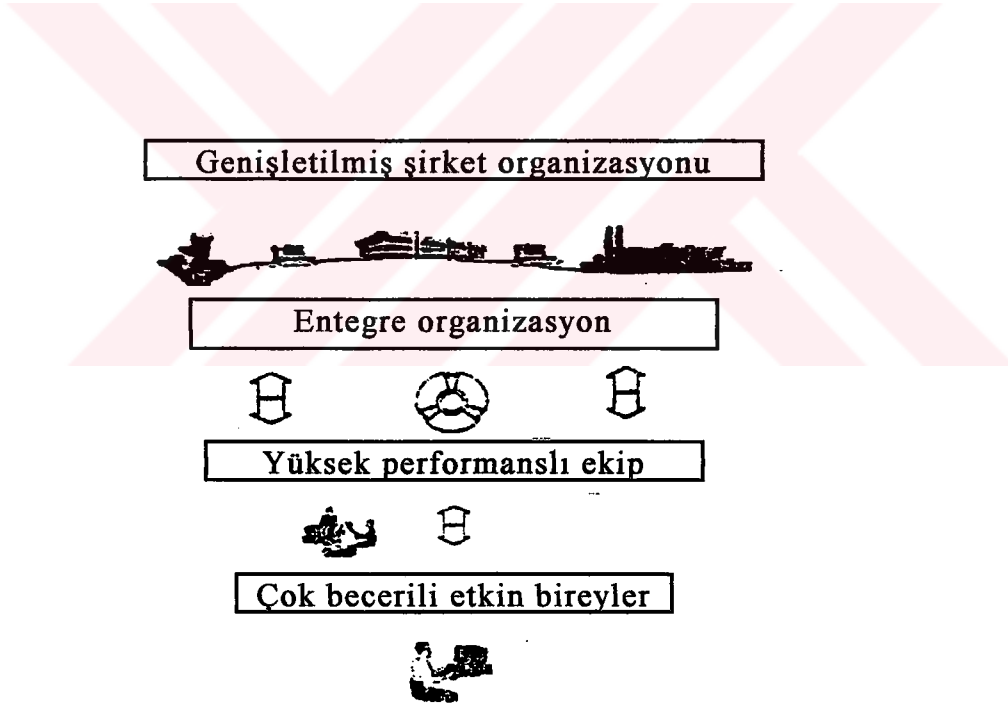 Genişletilmiş şirket organizasyonu
Entegre organizasyon
Yüksek performanslı ekip
Çok becerili etkin bireyler